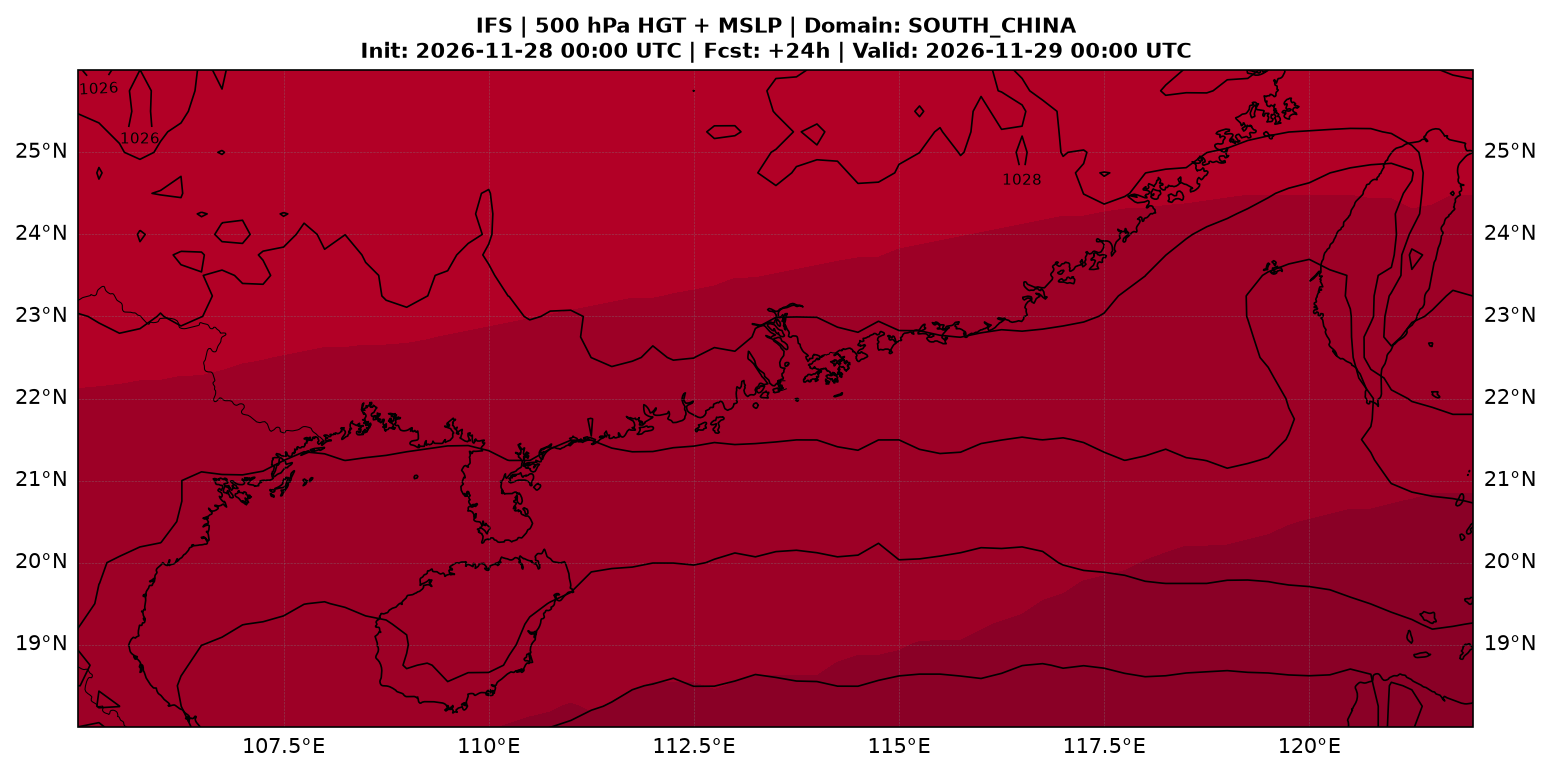 IFS | 500 hPa HGT + MSLP | Domain: SOUTH_CHINA
Init: 2026-11-28 00:00 UTC | Fcst: +24h | Valid: 2026-11-29 00:00 UTC
1026
1026
1028
25°N
25°N
24°N
24°N
23°N
23°N
22°N
22°N
21°N
21°N
20°N
20°N
19°N
19°N
107.5°E
110°E
112.5°E
115°E
117.5°E
120°E